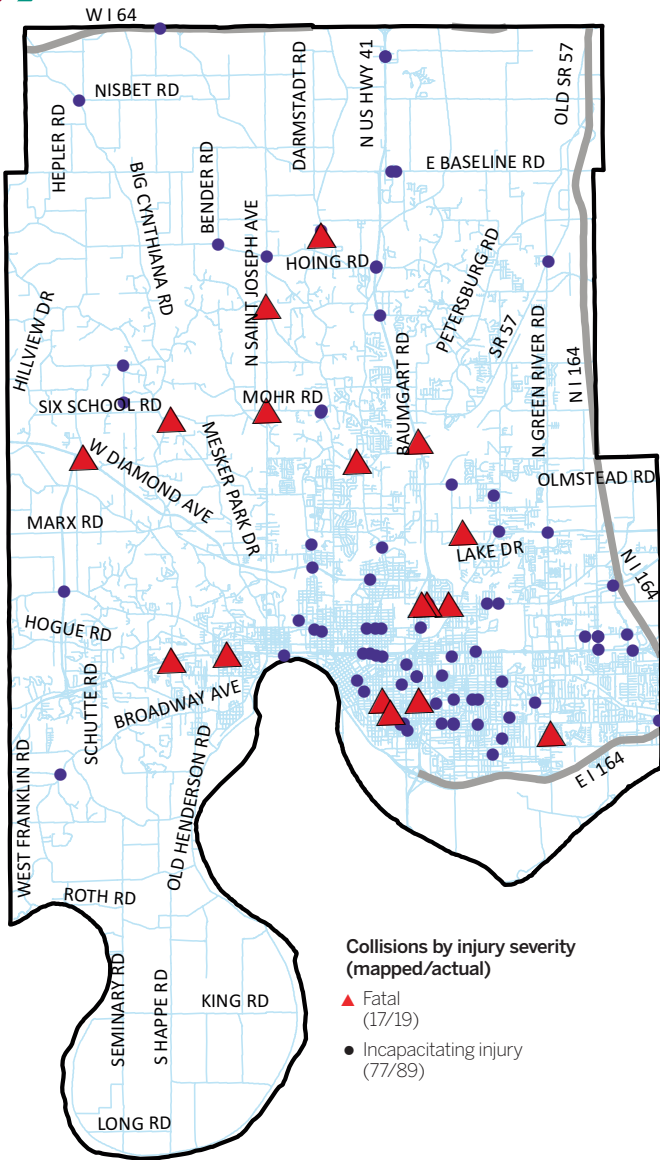 W I 64
NISBET RD
HEPLER RD
DARMSTADT RD
N US HWY 41
OLD SR 57
E BASELINE RD
BIG CYNTHIANA RD
BENDER RD
N SAINT JOSEPH AVE
HOING RD
PETERSBURG RD
SR 57
N GREEN RIVER RD
N I 164
HILLVIEW DR
BAUMGART RD
SIX SCHOOL RD
MOHR RD
W DIAMOND AVE
MESKER PARK DR
OLMSTEAD RD
MARX RD
LAKE DR
N I 164
HOGUE RD
SCHUTTE RD
BROADWAY AVE
WEST FRANKLIN RD
OLD HENDERSON RD
E I 164
ROTH RD
SEMINARY RD
S HAPPE RD
KING RD
LONG RD
Collisions by injury severity
(mapped/actual)
Fatal
(17/19)
Incapacitating injury
(77/89)